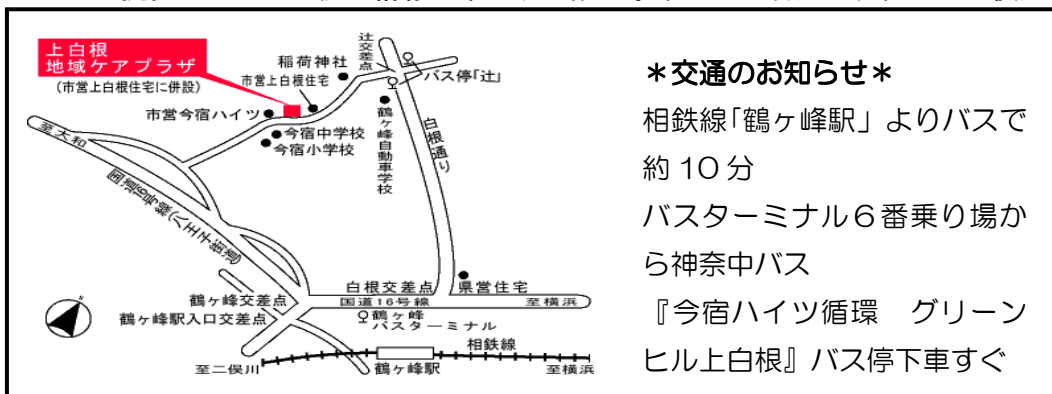 上白根
地域ケアプラザ
(市営上白根住宅に併設)
稲荷神社
市営上白根住宅
辻交差点
バス停「辻」
市営今宿ハイツ
今宿中学校
今宿小学校
鶴ヶ峰自動車学校
白根通り
至大和
国道16号線(八王子街道)
鶴ヶ峰交差点
鶴ヶ峰駅入口交差点
白根交差点
県営住宅
国道16号線
至横浜
鶴ヶ峰
バスターミナル
相鉄線
至二俣川
鶴ヶ峰駅
至横浜
＊交通のお知らせ＊
相鉄線「鶴ヶ峰駅」よりバスで
約10分
バスターミナル６番乗り場か
ら神奈中バス
『今宿ハイツ循環　グリーン
ヒル上白根』バス停下車すぐ